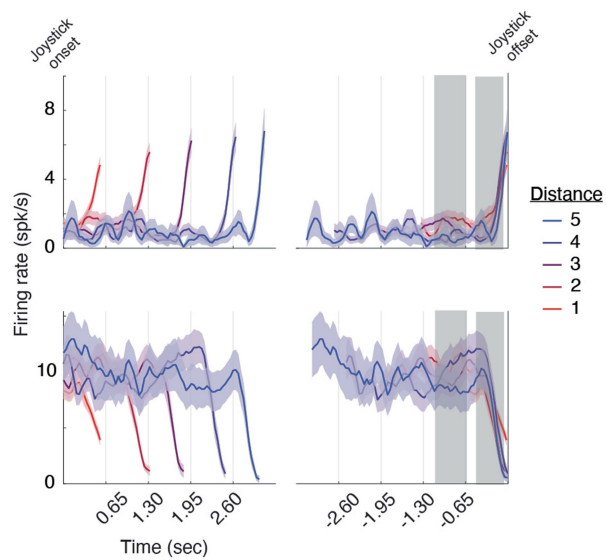 Joystick
onset
Joystick
offset
8
4
0
Firing rate (spk/s)
10
0
0.65
1.30
1.95
2.60
-2.60
-1.95
-1.30
-0.65
Time (sec)
Distance
5
4
3
2
1